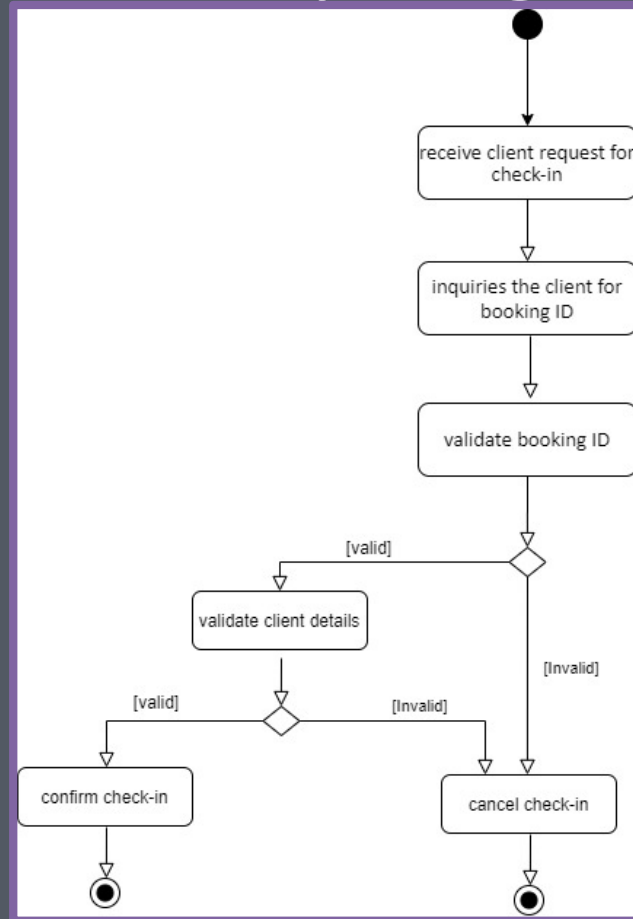 receive client request for
check-in
inquiries the client for
booking ID
validate booking ID
[valid]
validate client details
[Invalid]
[valid]
[Invalid]
confirm check-in
cancel check-in